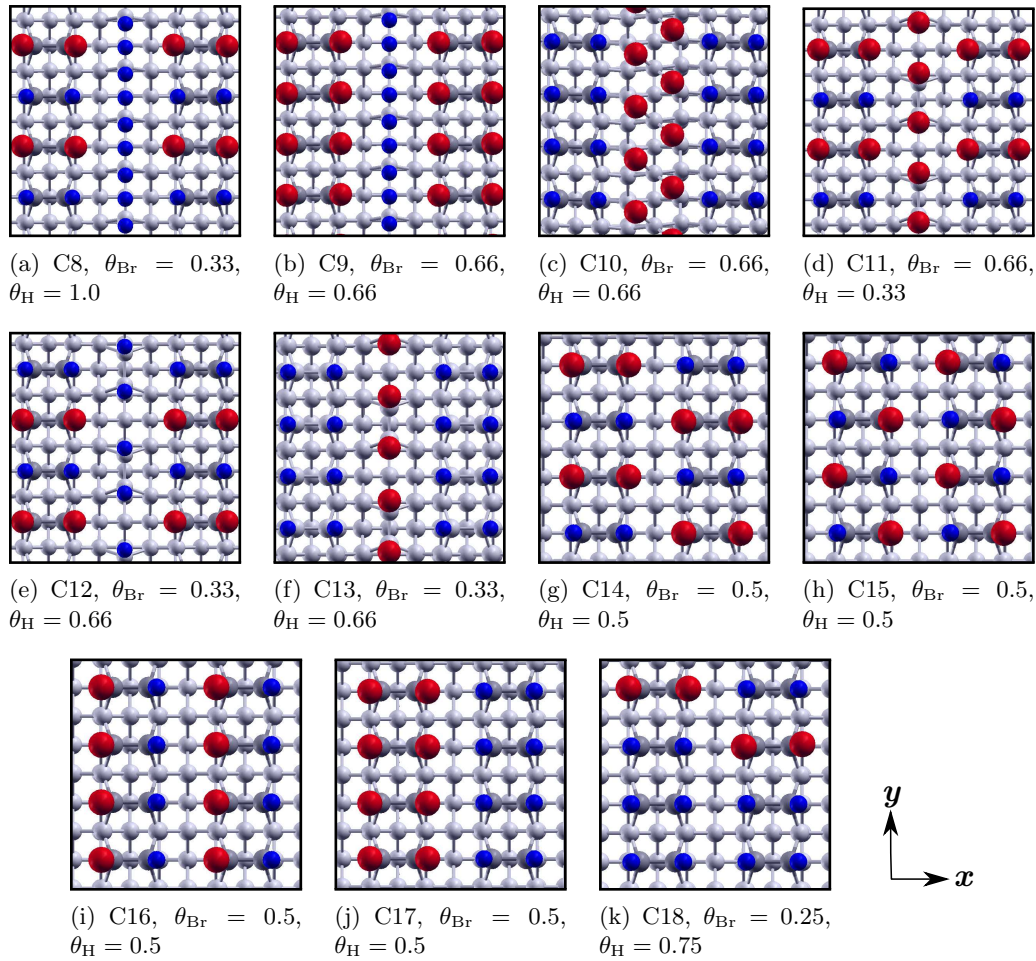 (a) C8, θBr = 0.33,
θH = 1.0
(b) C9, θBr = 0.66,
θH = 0.66
(c) C10, θBr = 0.66,
θH = 0.66
(d) C11, θBr = 0.66,
θH = 0.33
(e) C12, θBr = 0.33,
θH = 0.66
(f) C13, θBr = 0.33,
θH = 0.66
(g) C14, θBr = 0.5,
θH = 0.5
(h) C15, θBr = 0.5,
θH = 0.5
(i) C16, θBr = 0.5,
θH = 0.5
(j) C17, θBr = 0.5,
θH = 0.5
(k) C18, θBr = 0.25,
θH = 0.75
y
x